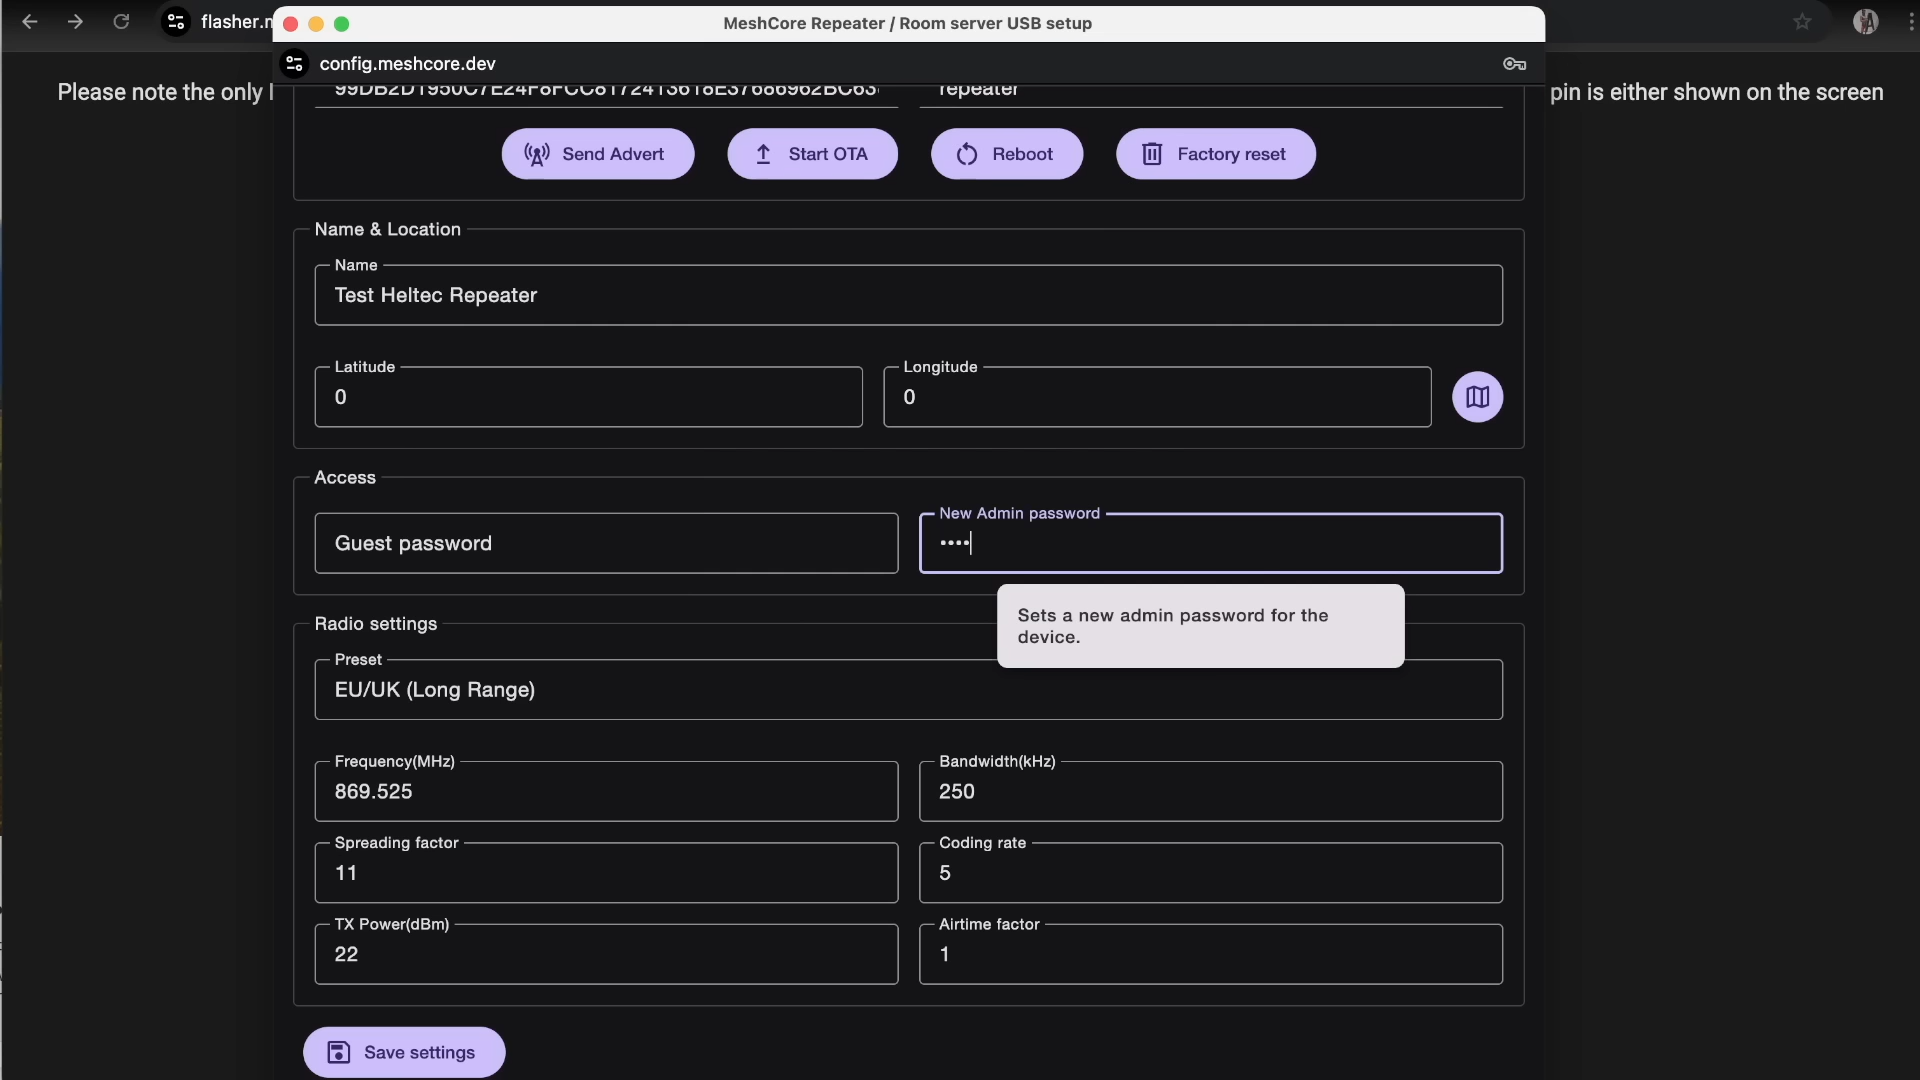 flasher.m
MeshCore Repeater / Room server USB setup
config.meshcore.dev
Please note the only
pin is either shown on the screen
repeater
Send Advert
Start OTA
Reboot
Factory reset
Name & Location
Name
Test Heltec Repeater
Latitude
0
Longitude
0
Access
Guest password
New Admin password
••••
Sets a new admin password for the
device.
Radio settings
Preset
EU/UK (Long Range)
Frequency(MHz)
869.525
Bandwidth(kHz)
250
Spreading factor
11
Coding rate
5
TX Power(dBm)
22
Airtime factor
1
Save settings